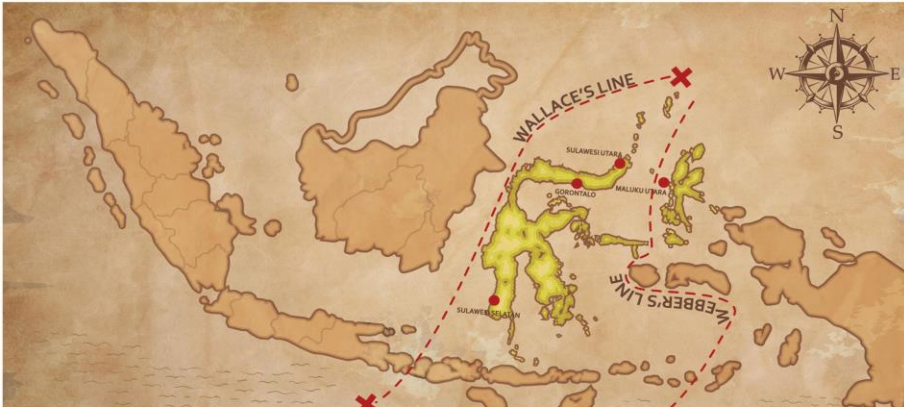 N
W E
S
WALLACE'S LINE
SULAWESI UTARA
GORONTALO
MALUKU UTARA
WEBBER'S LINE
SULAWESI SELATAN